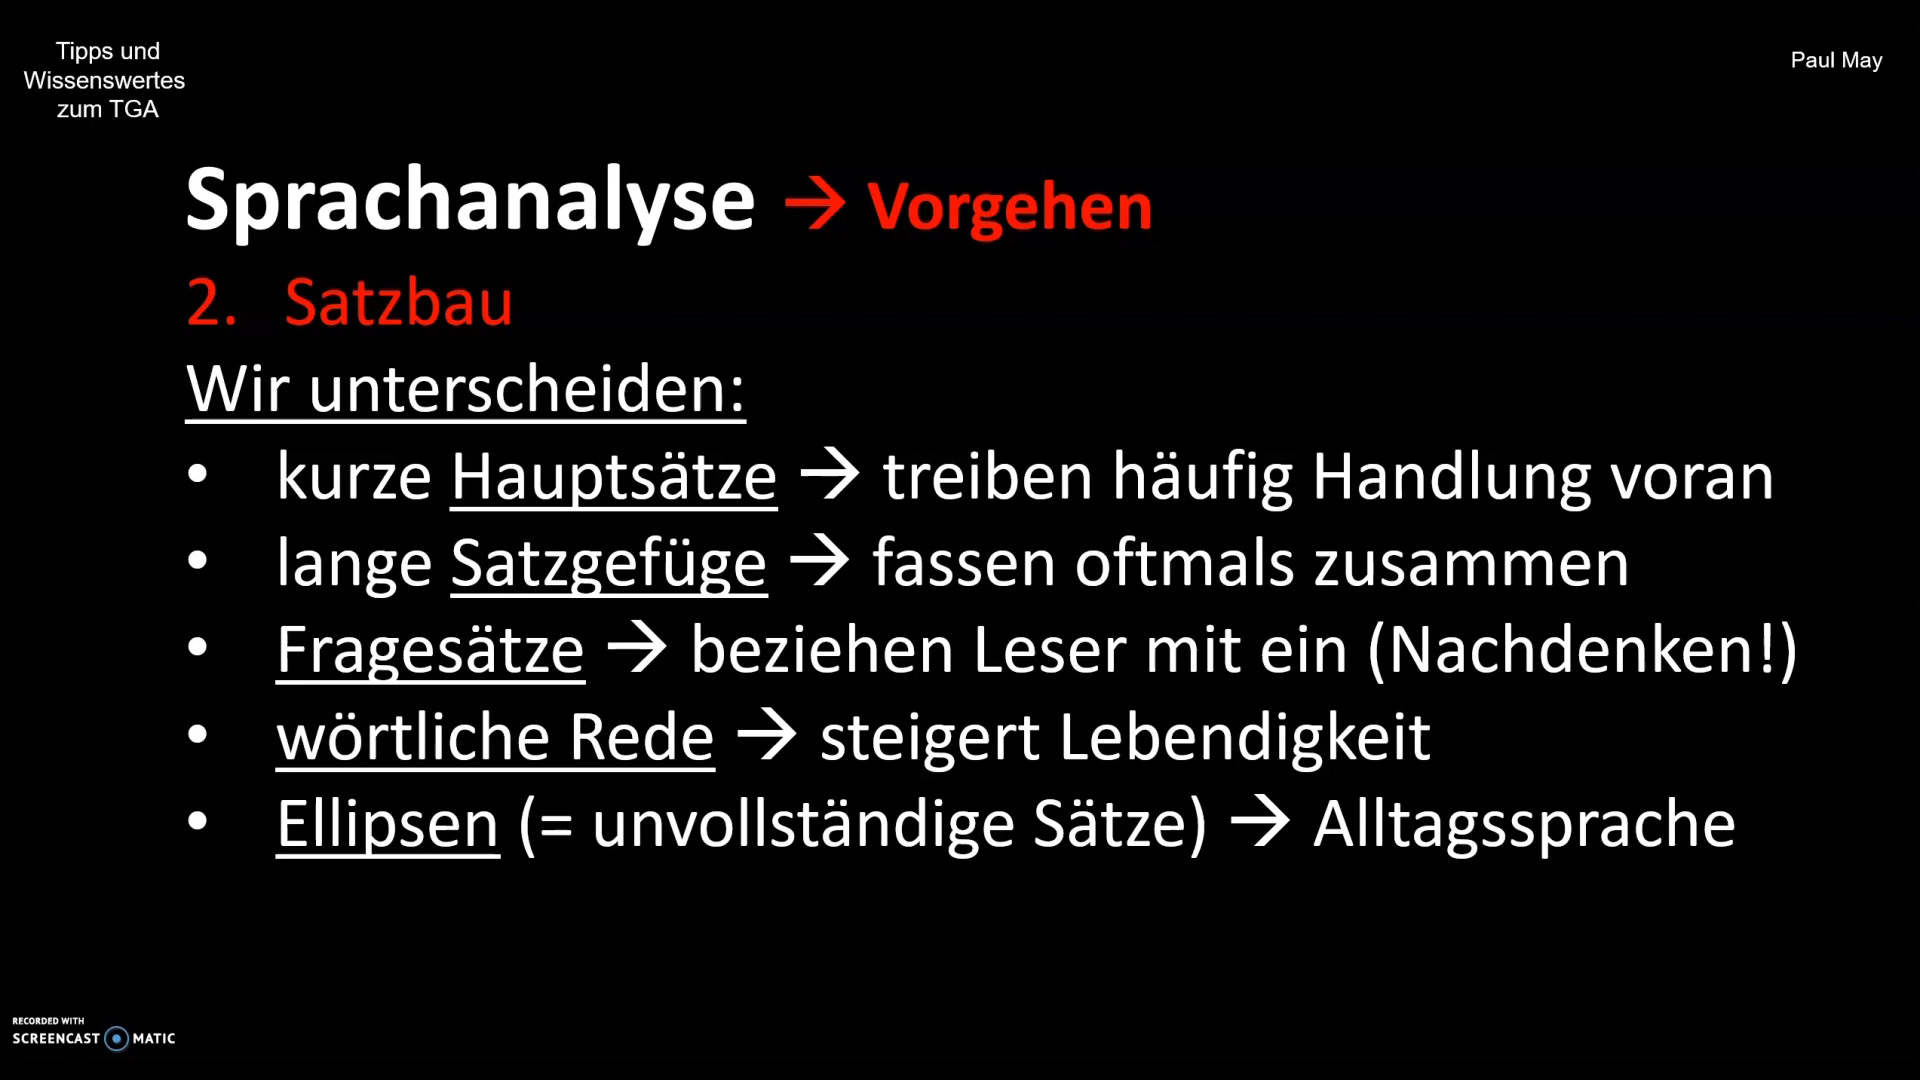 Tipps und
Wissenswertes
zum TGA
Paul May
Sprachanalyse → Vorgehen
2. Satzbau
Wir unterscheiden:
• kurze Hauptsätze → treiben häufig Handlung voran
• lange Satzgefüge → fassen oftmals zusammen
• Fragesätze → beziehen Leser mit ein (Nachdenken!)
• wörtliche Rede → steigert Lebendigkeit
• Ellipsen (= unvollständige Sätze) → Alltagssprache
RECORDED WITH
SCREENCAST MATIC